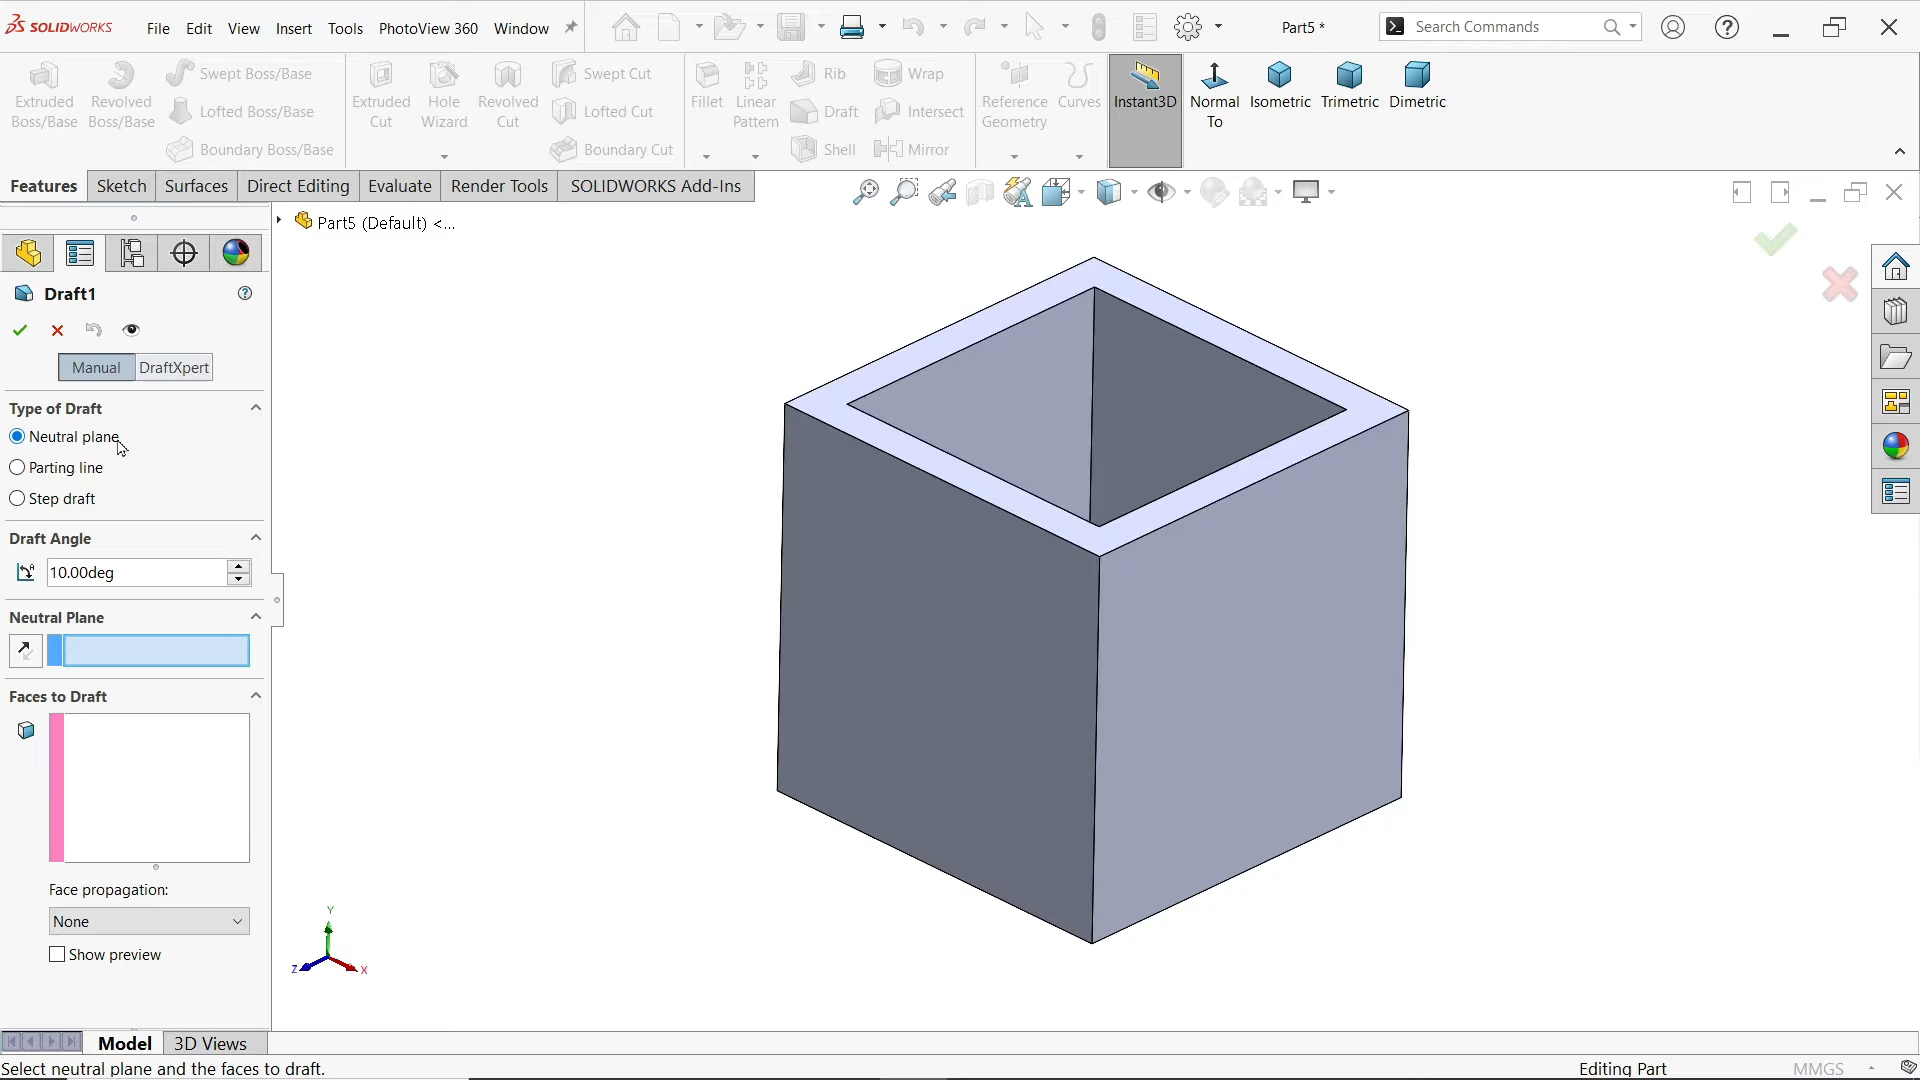 SOLIDWORKS File Edit View Insert Tools PhotoView 360 Window Part5 * Search Commands
Extruded Boss/Base
Revolved Boss/Base
Swept Boss/Base
Lofted Boss/Base
Boundary Boss/Base
Extruded Cut
Hole Wizard
Revolved Cut
Swept Cut
Lofted Cut
Boundary Cut
Fillet
Linear Pattern
Rib
Draft
Shell
Wrap
Intersect
Mirror
Reference Geometry
Curves
Instant3D
Normal To
Isometric
Trimetric
Dimetric
Features Sketch Surfaces Direct Editing Evaluate Render Tools SOLIDWORKS Add-Ins
Part5 (Default) <...
Draft1
Manual DraftXpert
Type of Draft
Neutral plane
Parting line
Step draft
Draft Angle
10.00deg
Neutral Plane
Faces to Draft
Face propagation:
None
Show preview
Y
Z X
Model 3D Views
Select neutral plane and the faces to draft. Editing Part MMGS